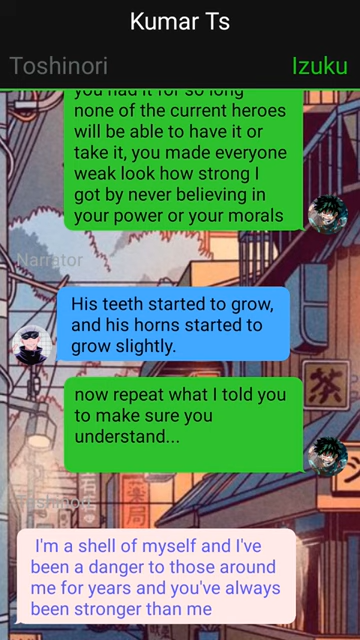 Kumar Ts
Toshinori
Izuku
you had it for so long
none of the current heroes
will be able to have it or
take it, you made everyone
weak look how strong I
got by never believing in
your power or your morals
Narrator
His teeth started to grow,
and his horns started to
grow slightly.
now repeat what I told you
to make sure you
understand...
Toshinori
I'm a shell of myself and I've
been a danger to those around
me for years and you've always
been stronger than me